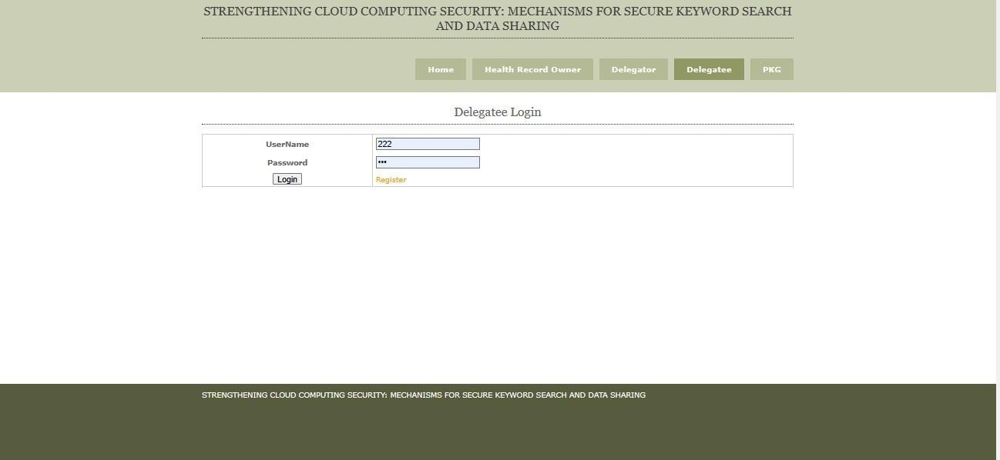 STRENGTHENING CLOUD COMPUTING SECURITY: MECHANISMS FOR SECURE KEYWORD SEARCH
AND DATA SHARING
Home Health Record Owner Delegator Delegatee PKG
Delegatee Login
UserName 222
Password •••
Login Register
STRENGTHENING CLOUD COMPUTING SECURITY: MECHANISMS FOR SECURE KEYWORD SEARCH AND DATA SHARING